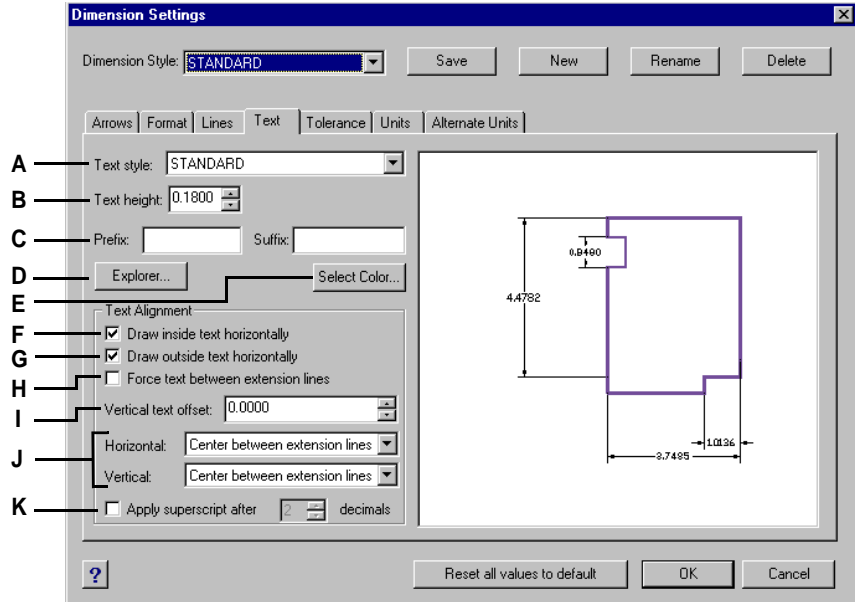 Dimension Settings
Dimension Style: STANDARD Save New Rename Delete
Arrows Format Lines Text Tolerance Units Alternate Units
A Text style: STANDARD
B Text height: 0.1800
C Prefix: Suffix:
D Explorer...
E Select Color...
Text Alignment
F Draw inside text horizontally
G Draw outside text horizontally
H Force text between extension lines
I Vertical text offset: 0.0000
J Horizontal: Center between extension lines
Vertical: Center between extension lines
K Apply superscript after 2 decimals
4.4782
1.0136
3.7495
? Reset all values to default OK Cancel